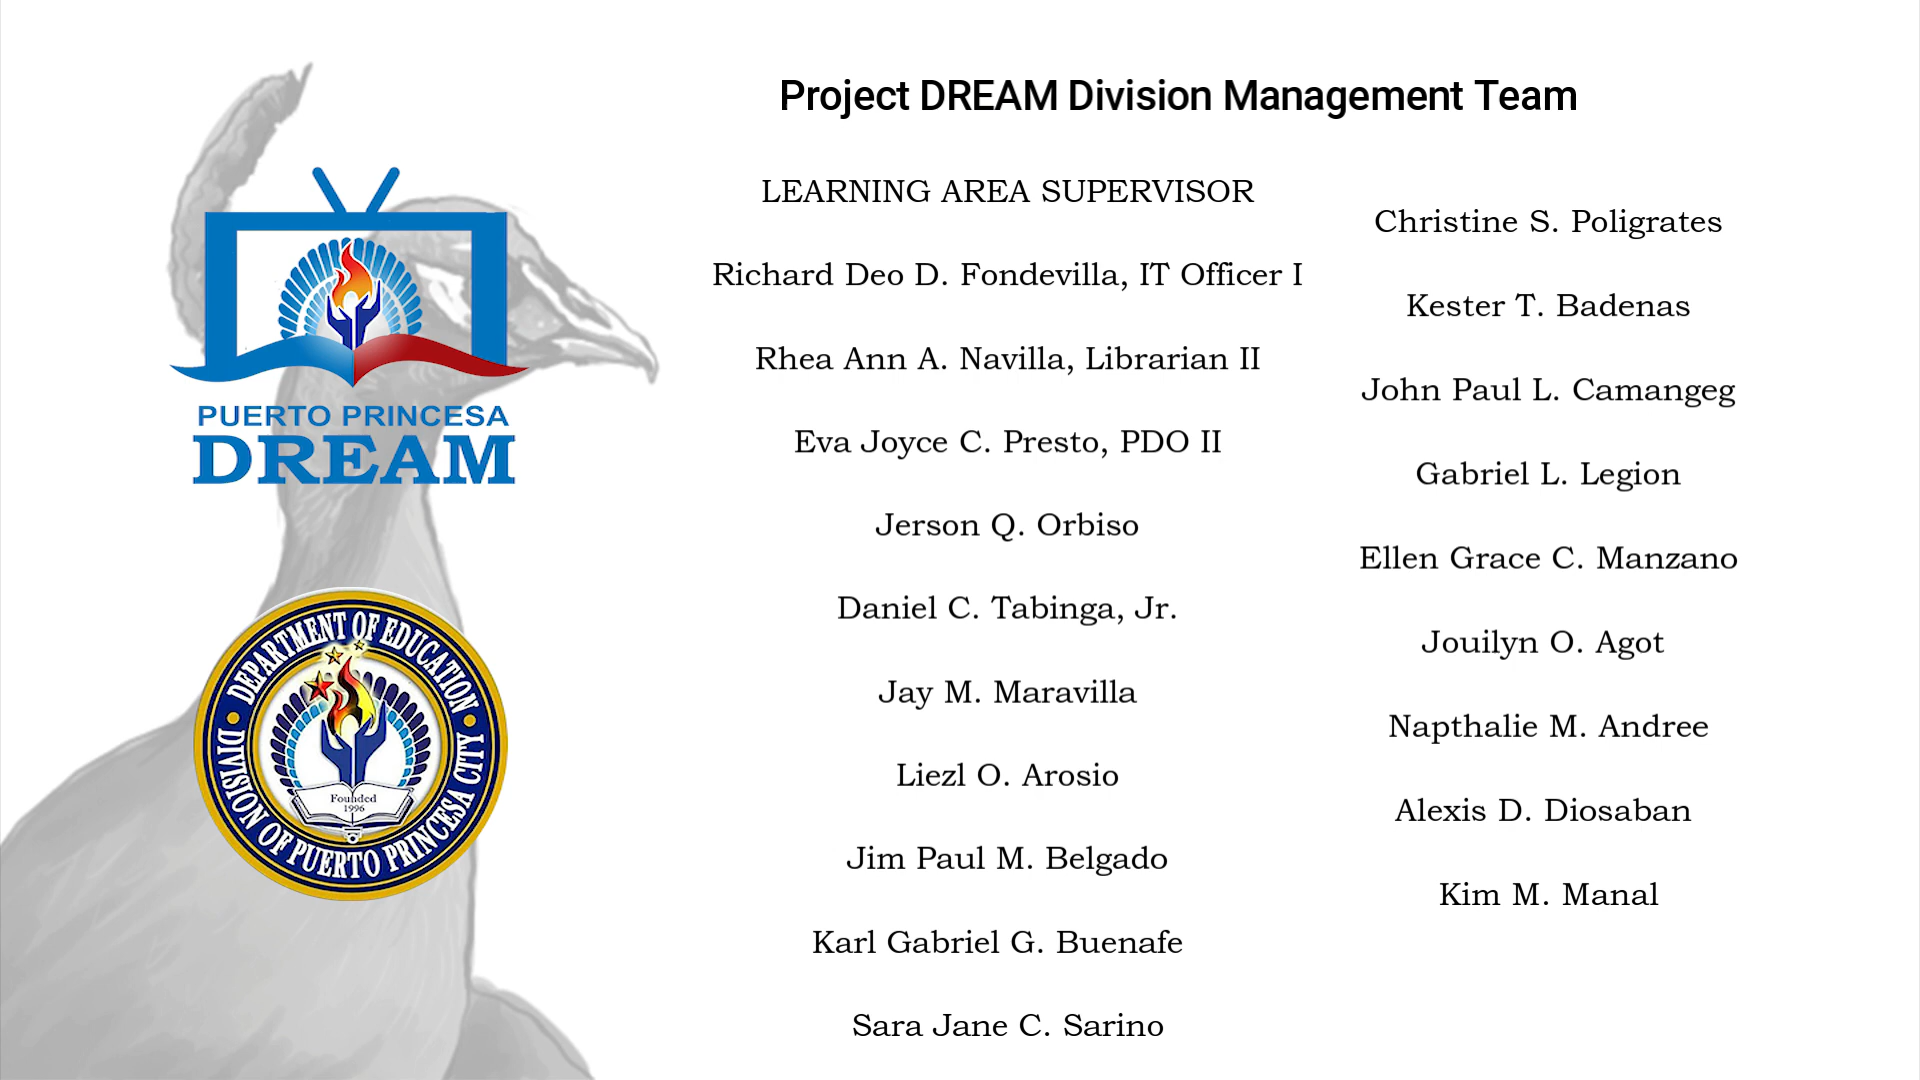 Project DREAM Division Management Team
LEARNING AREA SUPERVISOR
Richard Deo D. Fondevilla, IT Officer I
Rhea Ann A. Navilla, Librarian II
Eva Joyce C. Presto, PDO II
Jerson Q. Orbiso
Daniel C. Tabinga, Jr.
Jay M. Maravilla
Liezl O. Arosio
Jim Paul M. Belgado
Karl Gabriel G. Buenafe
Sara Jane C. Sarino
Christine S. Poligrates
Kester T. Badenas
John Paul L. Camangeg
Gabriel L. Legion
Ellen Grace C. Manzano
Jouilyn O. Agot
Napthalie M. Andree
Alexis D. Diosaban
Kim M. Manal
PUERTO PRINCESA
DREAM
DEPARTMENT OF EDUCATION
DIVISION OF PUERTO PRINCESA CITY
Founded
1996